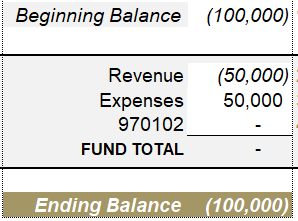 Beginning Balance (100,000)
Revenue (50,000)
Expenses 50,000
970102 -
FUND TOTAL -
Ending Balance (100,000)